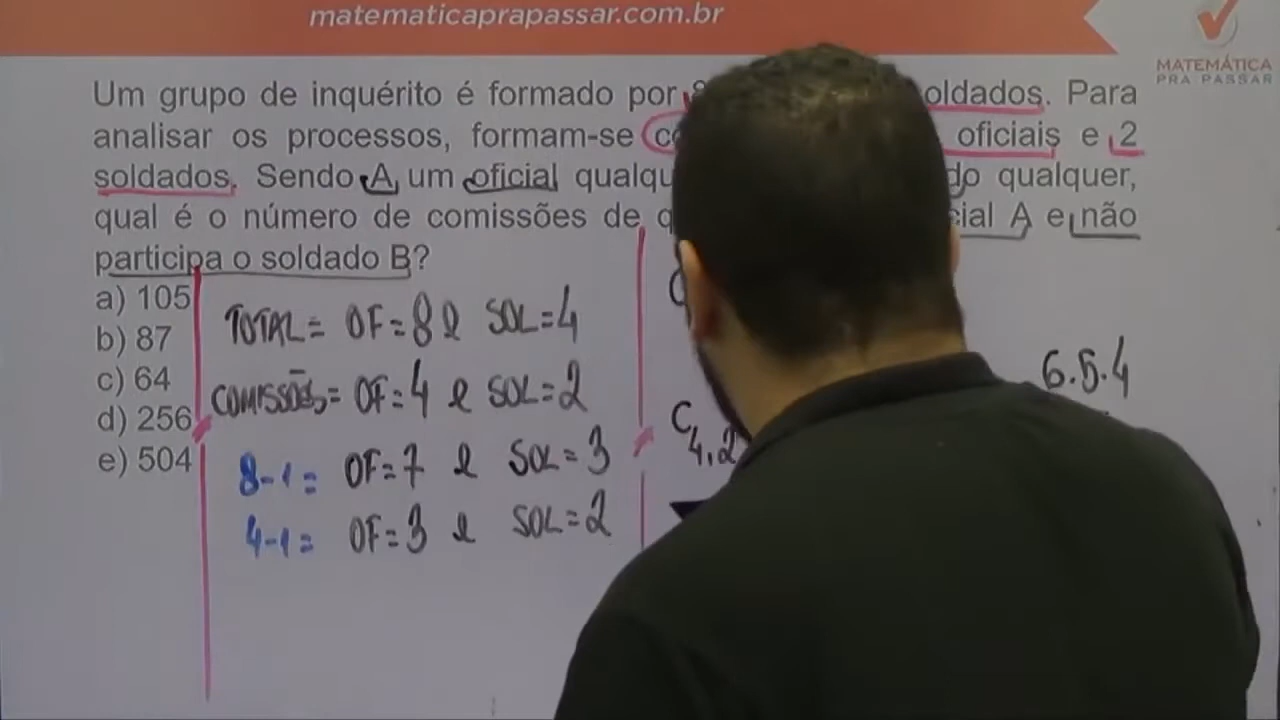 matematicaprapassar.com.br
MATEMÁTICA
PRA PASSAR
Um grupo de inquérito é formado por oldados. Para
analisar os processos, formam-se oficiais e 2
soldados. Sendo A um oficial qualqu do qualquer,
qual é o número de comissões de cial A e não
participa o soldado B?
a) 105
b) 87
c) 64
d) 256
e) 504
TOTAL = OF = 8 e SOL = 4
COMISSÕES = OF = 4 e SOL = 2
8-1 = OF = 7 e SOL = 3
4-1 = OF = 3 e SOL = 2
6.5.4
C4,2